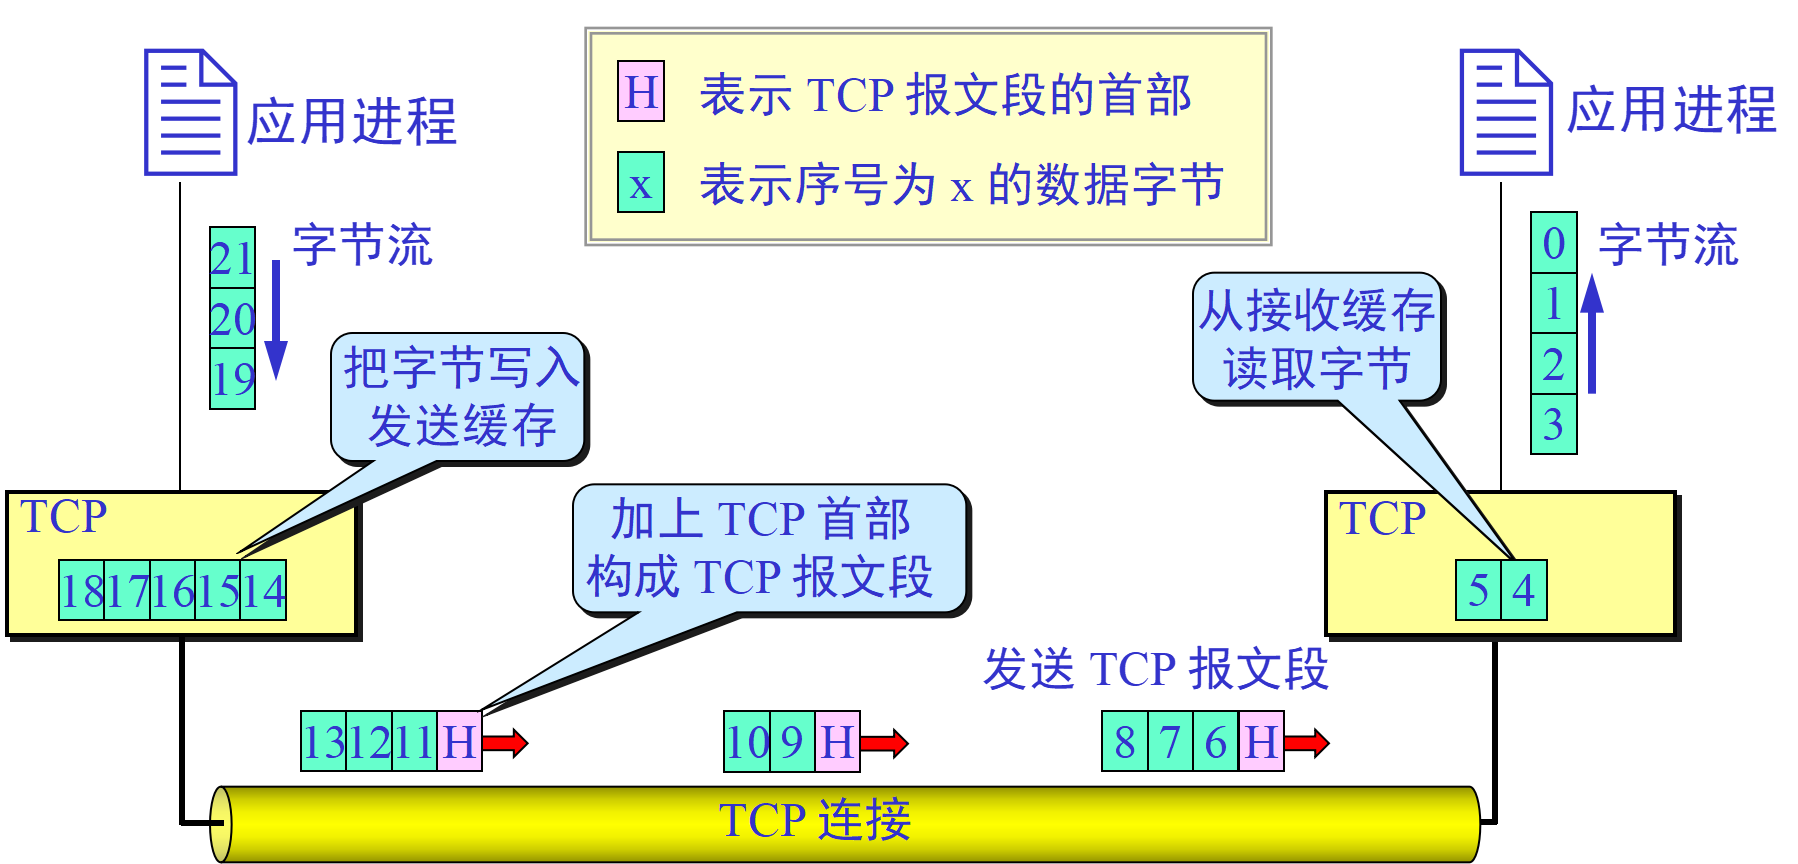 H 表示 TCP 报文段的首部
x 表示序号为 x 的数据字节
应用进程
应用进程
字节流
21
20
19
字节流
0
1
2
3
把字节写入
发送缓存
从接收缓存
读取字节
TCP
18 17 16 15 14
加上 TCP 首部
构成 TCP 报文段
TCP
5 4
发送 TCP 报文段
13 12 11 H
10 9 H
8 7 6 H
TCP 连接